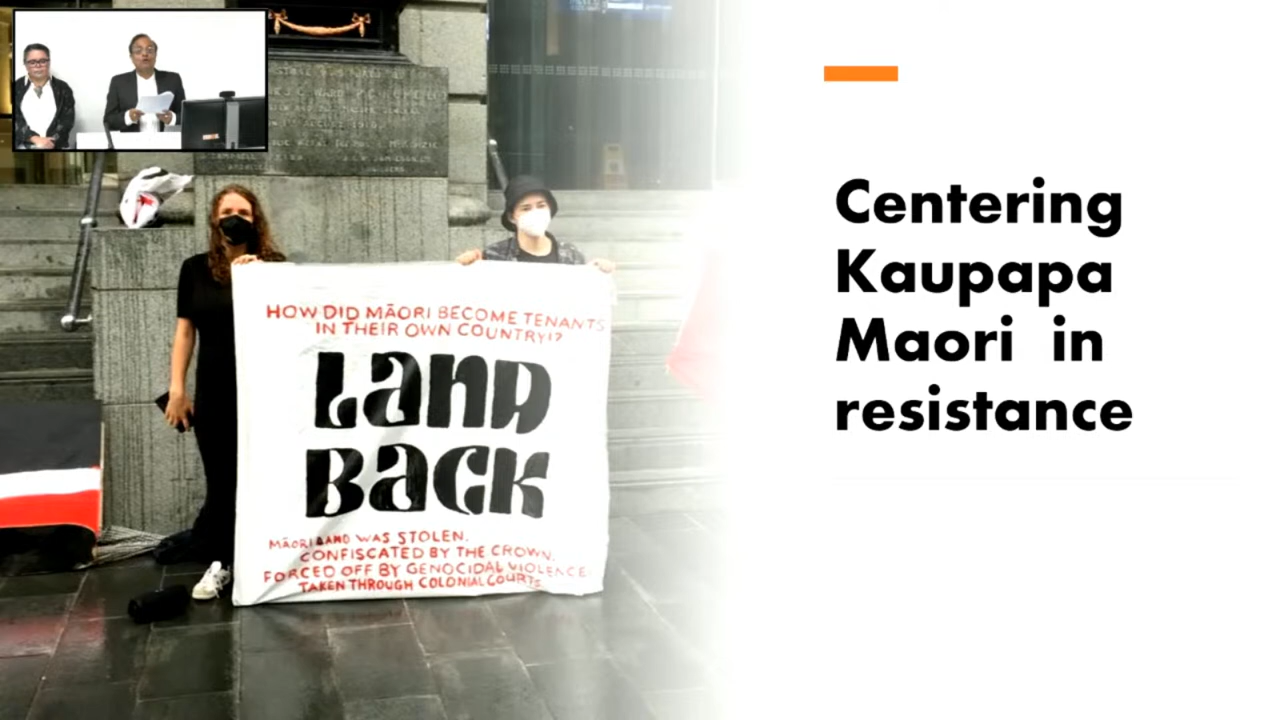 HOW DID MĀORI BECOME TENANTS
IN THEIR OWN COUNTRY!?
LAND
BACK
MĀORI LAND WAS STOLEN.
CONFISCATED BY THE CROWN.
FORCED OFF BY GENOCIDAL VIOLENCE.
TAKEN THROUGH COLONIAL COURTS.
Centering
Kaupapa
Maori in
resistance